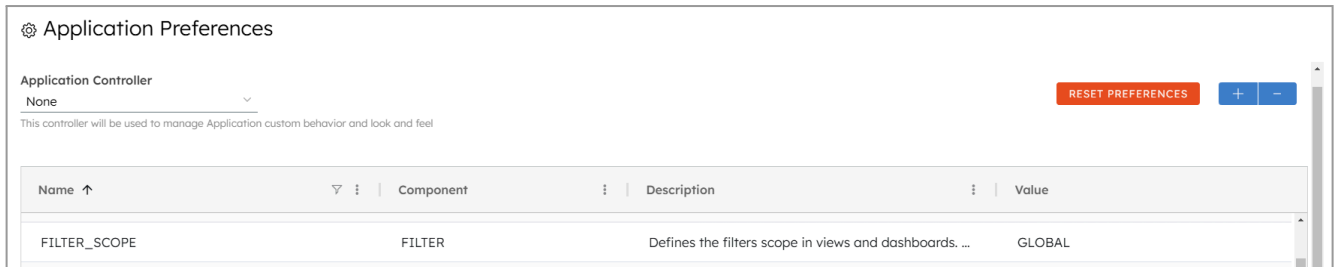 Application Preferences
Application Controller
None
This controller will be used to manage Application custom behavior and look and feel
RESET PREFERENCES + −
Name ↑ Component Description Value
FILTER_SCOPE FILTER Defines the filters scope in views and dashboards. ... GLOBAL